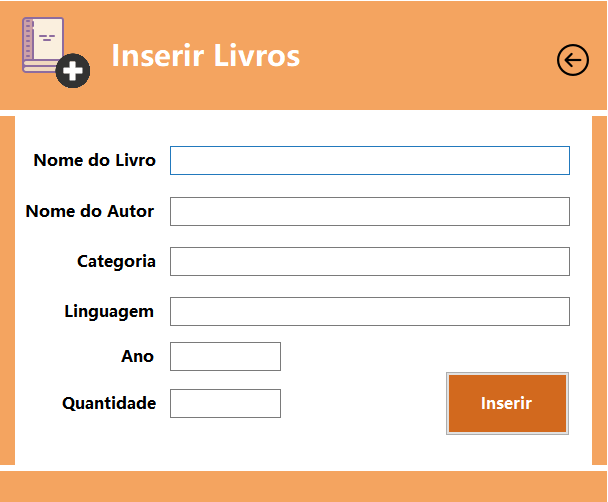 Inserir Livros
Nome do Livro
Nome do Autor
Categoria
Linguagem
Ano
Quantidade
Inserir